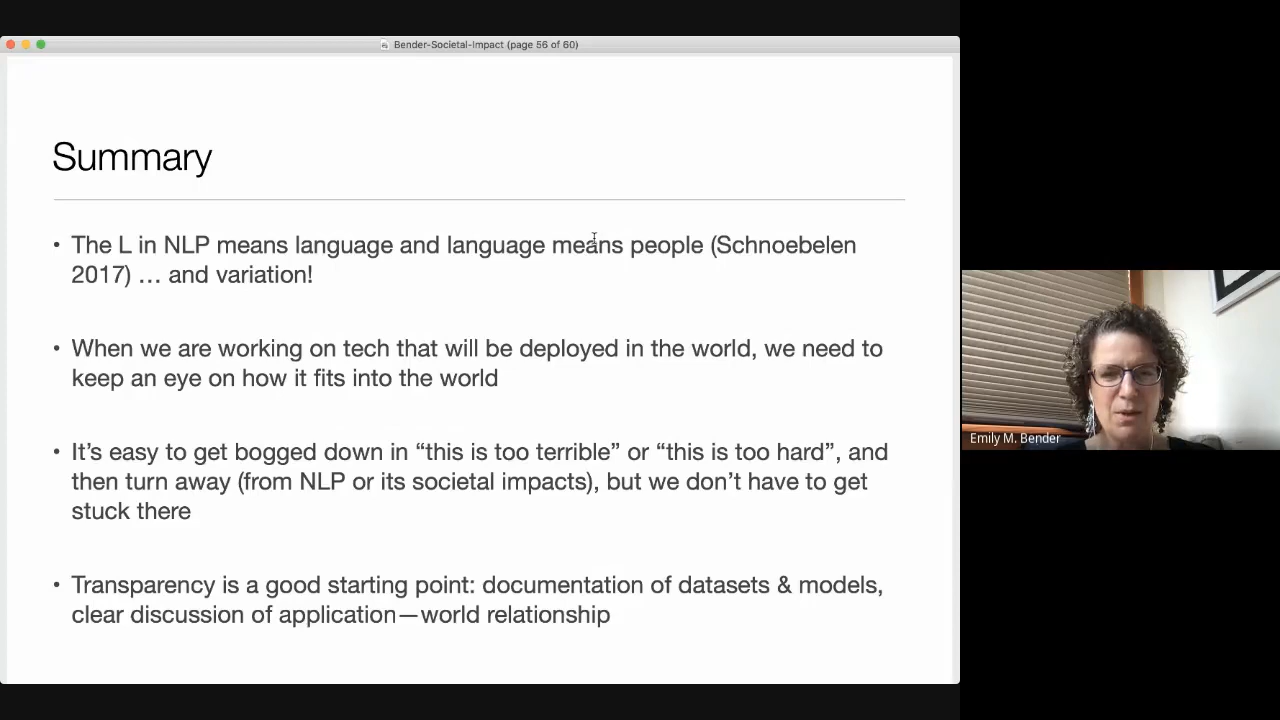 Bender-Societal-Impact (page 56 of 60)
Summary
• The L in NLP means language and language means people (Schnoebelen
2017) … and variation!
• When we are working on tech that will be deployed in the world, we need to
keep an eye on how it fits into the world
• It’s easy to get bogged down in “this is too terrible” or “this is too hard”, and
then turn away (from NLP or its societal impacts), but we don’t have to get
stuck there
• Transparency is a good starting point: documentation of datasets & models,
clear discussion of application—world relationship
Emily M. Bender